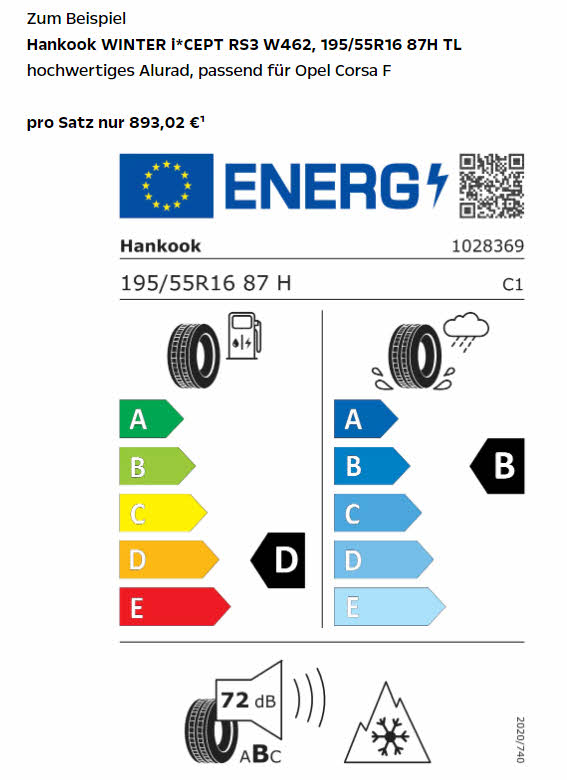 Zum Beispiel
Hankook WINTER i*CEPT RS3 W462, 195/55R16 87H TL
hochwertiges Alurad, passend für Opel Corsa F
pro Satz nur 893,02 €¹
ENERG
Hankook 1028369
195/55R16 87 H C1
A
B
C
D
E
D
A
B
C
D
E
B
72 dB
ABC
2020/740